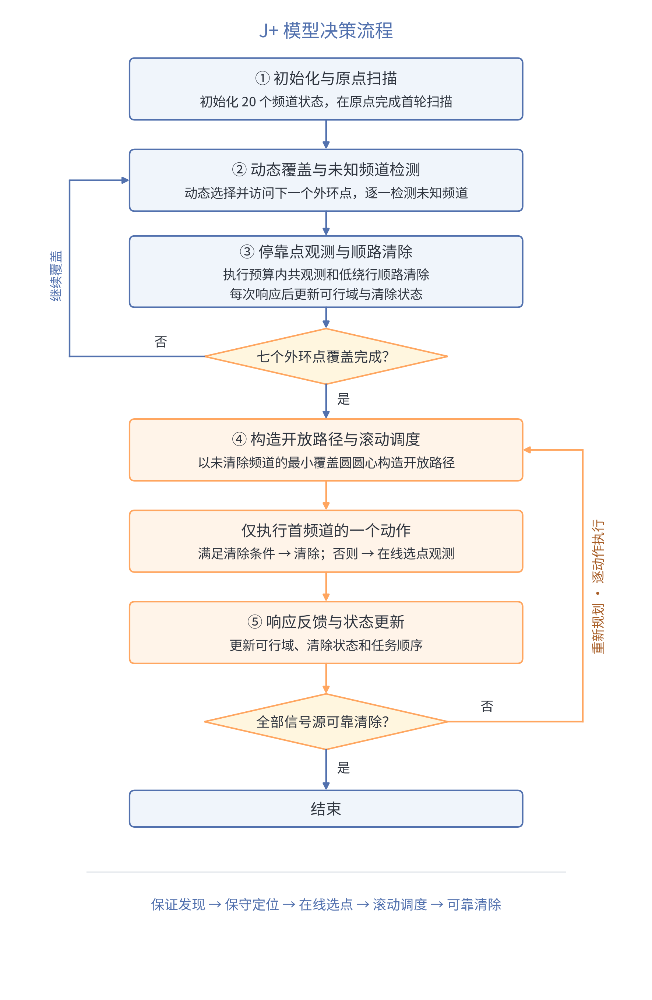 J+ 模型决策流程
① 初始化与原点扫描
初始化 20 个频道状态，在原点完成首轮扫描
② 动态覆盖与未知频道检测
动态选择并访问下一个外环点，逐一检测未知频道
③ 停靠点观测与顺路清除
执行预算内共观测和低绕行顺路清除
每次响应后更新可行域与清除状态
继续覆盖
否
七个外环点覆盖完成？
是
④ 构造开放路径与滚动调度
以未清除频道的最小覆盖圆圆心构造开放路径
仅执行首频道的一个动作
满足清除条件 → 清除；否则 → 在线选点观测
重新规划 · 逐动作执行
⑤ 响应反馈与状态更新
更新可行域、清除状态和任务顺序
全部信号源可靠清除？
否
是
结束
保证发现 → 保守定位 → 在线选点 → 滚动调度 → 可靠清除